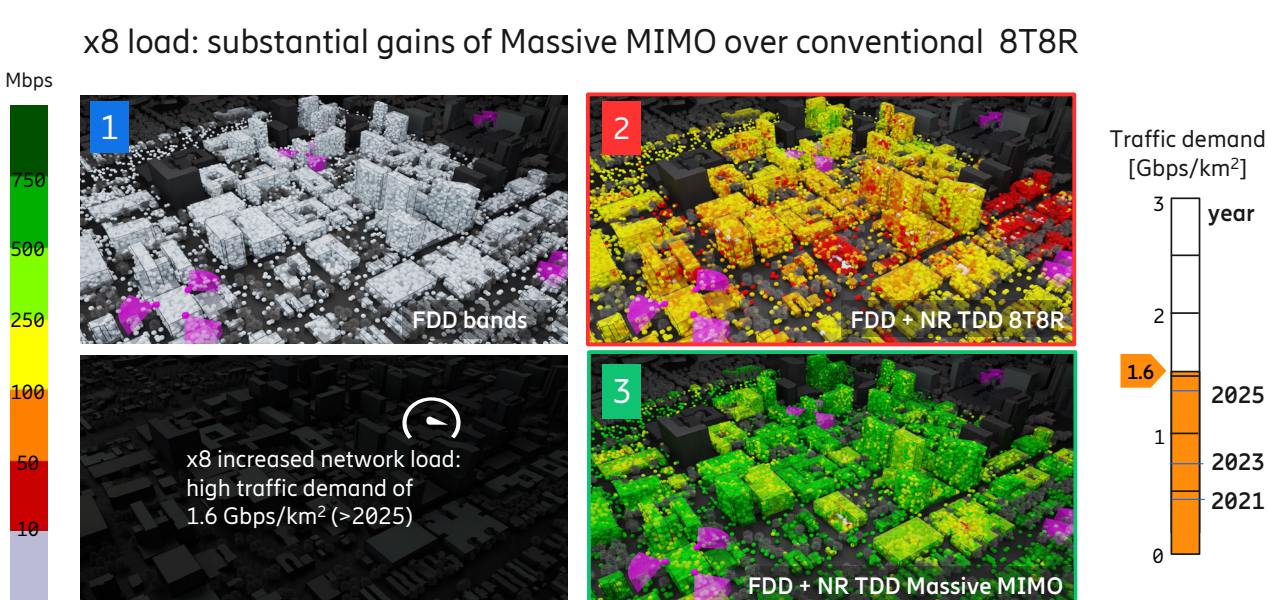 x8 load: substantial gains of Massive MIMO over conventional 8T8R
Mbps
750
500
250
100
50
10
1
FDD bands
2
FDD + NR TDD 8T8R
x8 increased network load:
high traffic demand of
1.6 Gbps/km² (>2025)
3
FDD + NR TDD Massive MIMO
Traffic demand
[Gbps/km²]
3
year
2
1.6
2025
1
2023
2021
0